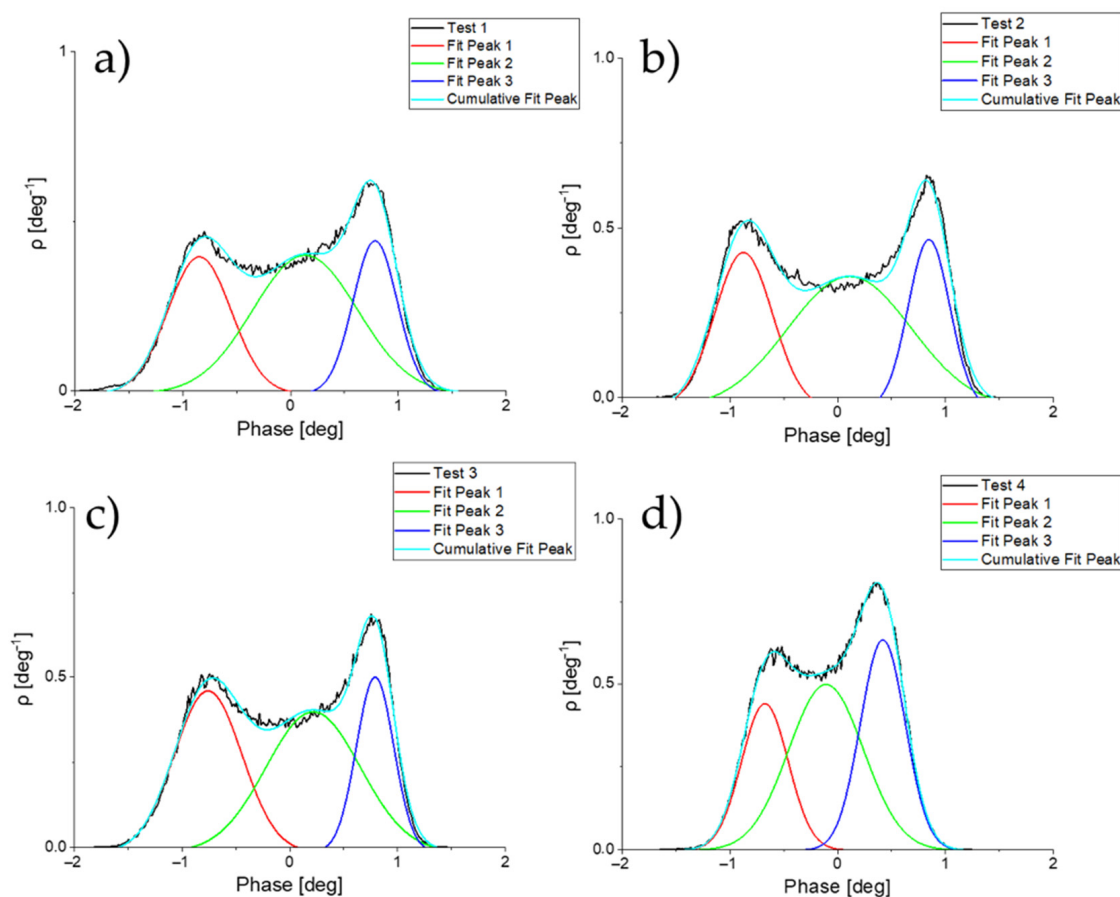 a)
Test 1
Fit Peak 1
Fit Peak 2
Fit Peak 3
Cumulative Fit Peak
1
0
ρ [deg⁻¹]
−2
−1
0
1
2
Phase [deg]
b)
Test 2
Fit Peak 1
Fit Peak 2
Fit Peak 3
Cumulative Fit Peak
1.0
0.5
0.0
ρ [deg⁻¹]
−2
−1
0
1
2
Phase [deg]
c)
Test 3
Fit Peak 1
Fit Peak 2
Fit Peak 3
Cumulative Fit Peak
1.0
0.5
0.0
ρ [deg⁻¹]
−2
−1
0
1
2
Phase [deg]
d)
Test 4
Fit Peak 1
Fit Peak 2
Fit Peak 3
Cumulative Fit Peak
1.0
0.5
0.0
ρ [deg⁻¹]
−2
−1
0
1
2
Phase [deg]